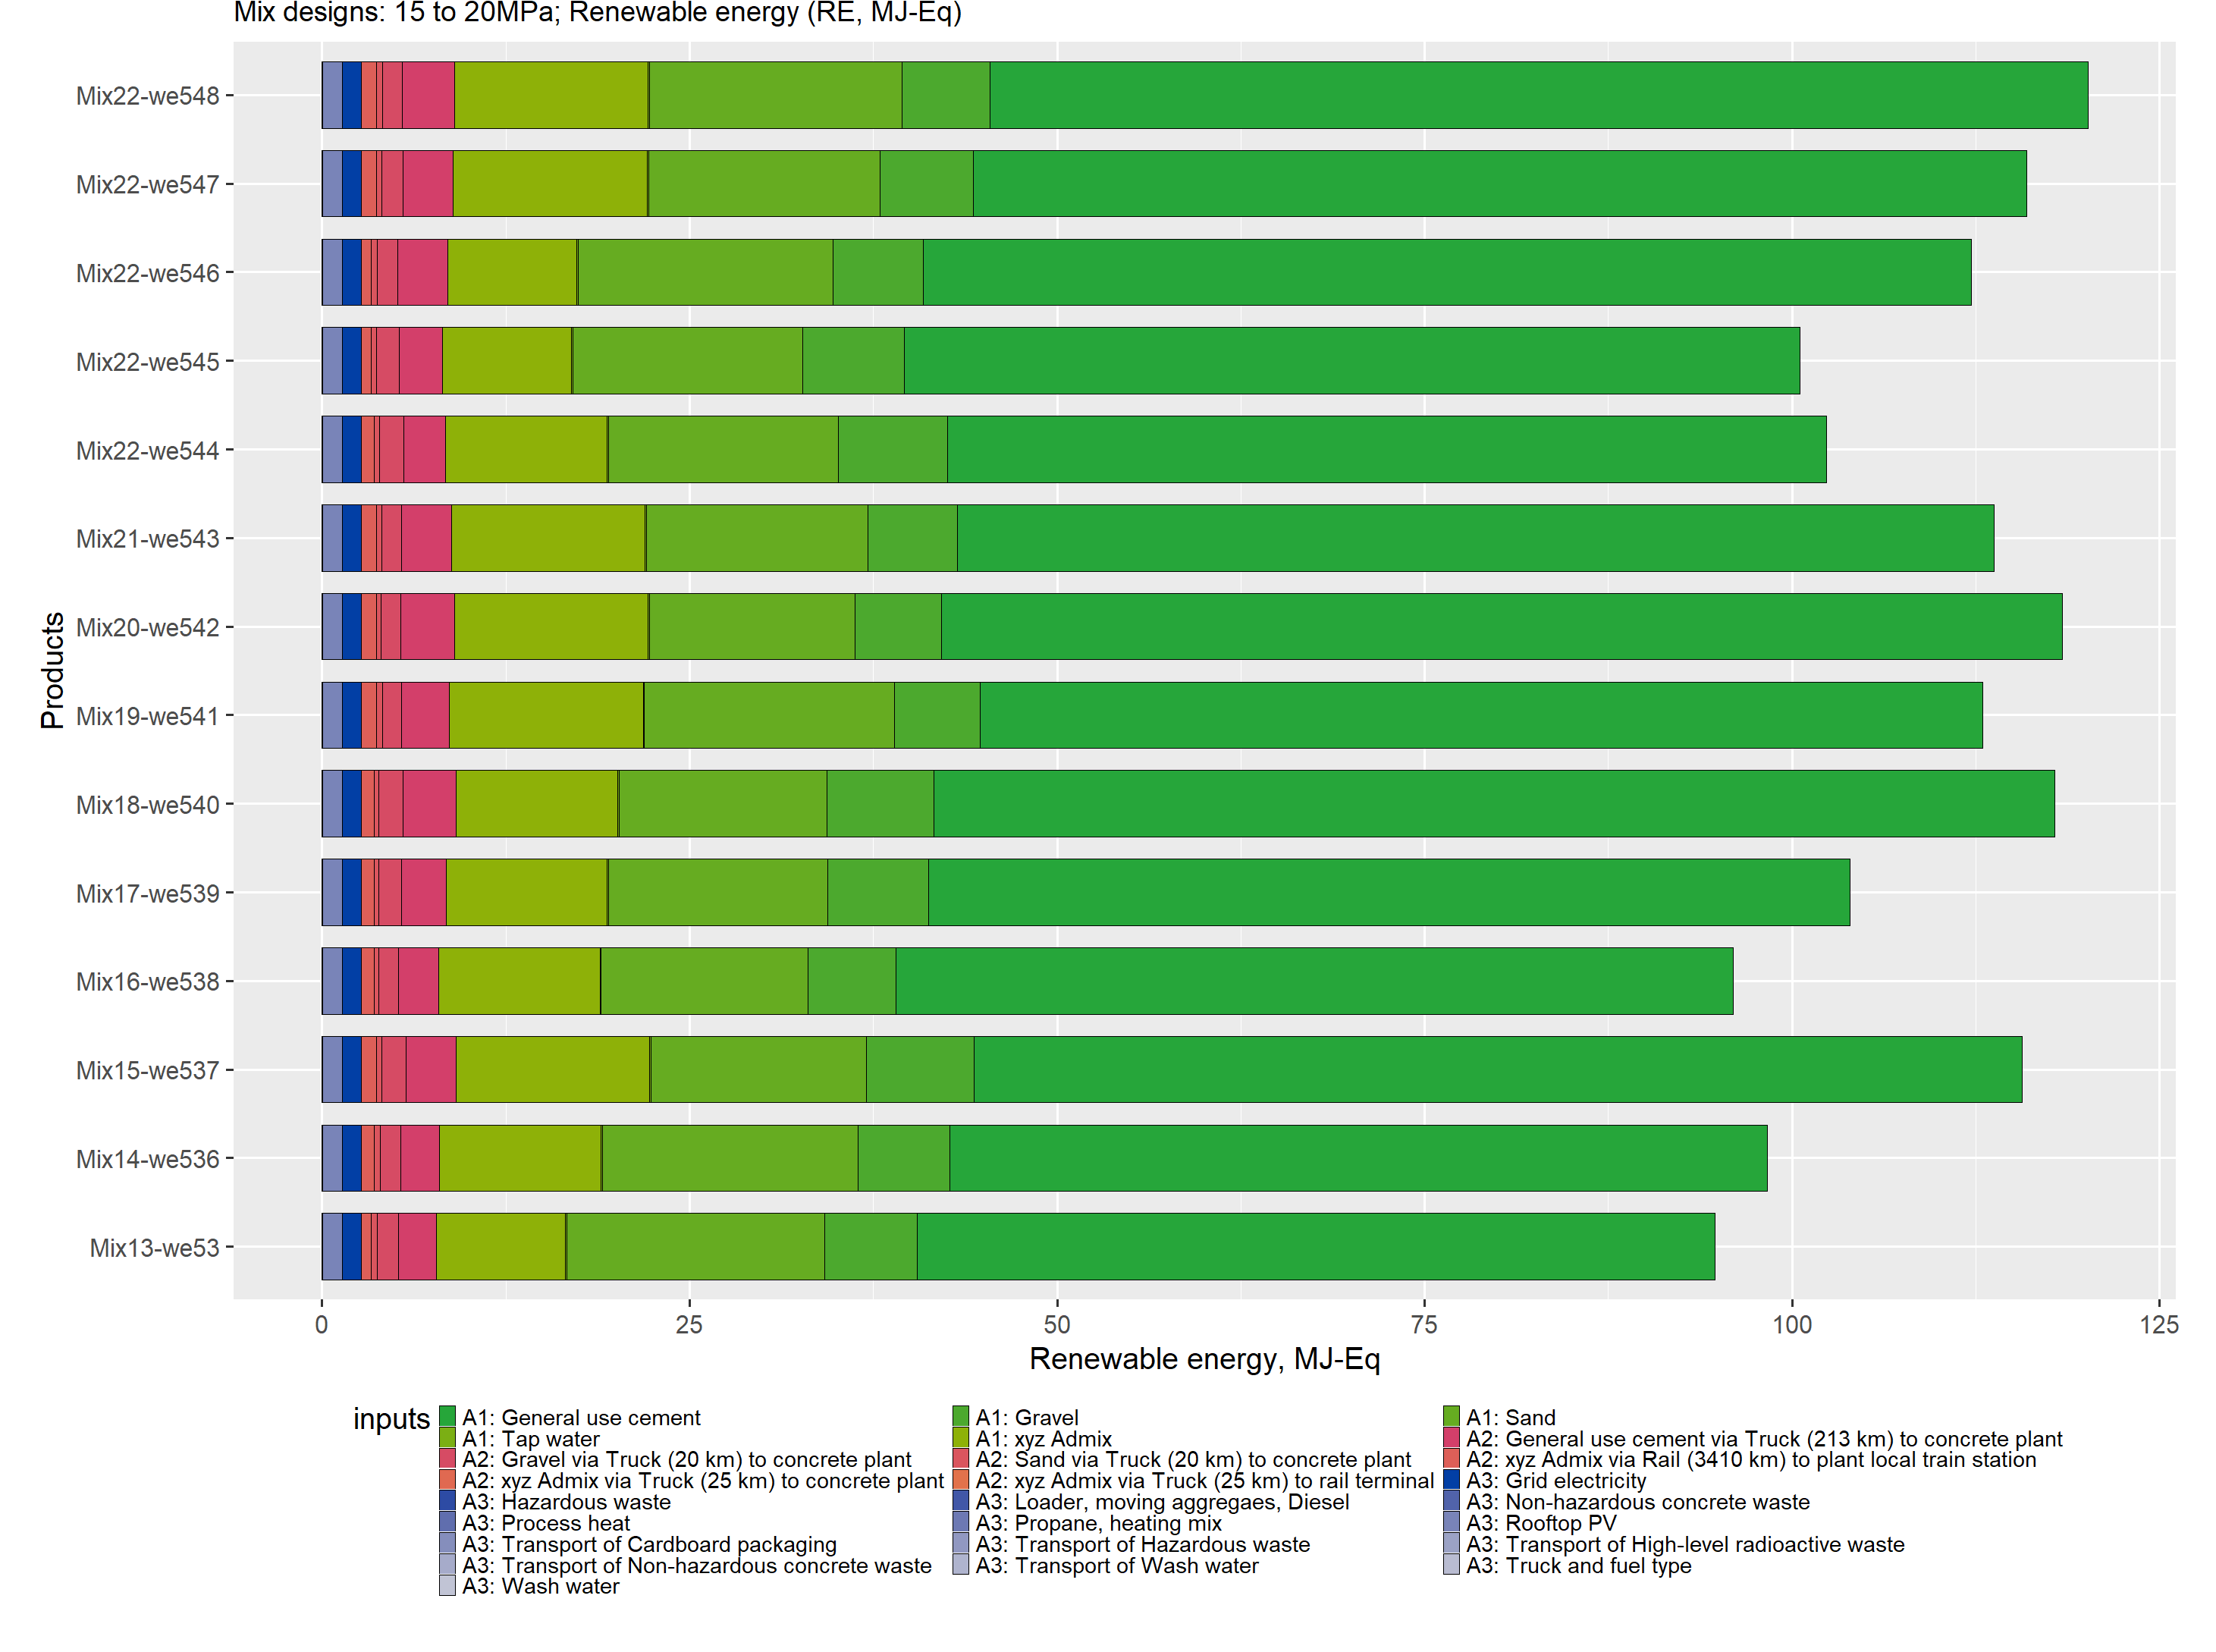 Mix designs: 15 to 20MPa; Renewable energy (RE, MJ-Eq)
Products
Mix22-we548
Mix22-we547
Mix22-we546
Mix22-we545
Mix22-we544
Mix21-we543
Mix20-we542
Mix19-we541
Mix18-we540
Mix17-we539
Mix16-we538
Mix15-we537
Mix14-we536
Mix13-we53
0 25 50 75 100 125
Renewable energy, MJ-Eq
inputs
A1: General use cement A1: Gravel A1: Sand
A1: Tap water A1: xyz Admix A2: General use cement via Truck (213 km) to concrete plant
A2: Gravel via Truck (20 km) to concrete plant A2: Sand via Truck (20 km) to concrete plant A2: xyz Admix via Rail (3410 km) to plant local train station
A2: xyz Admix via Truck (25 km) to concrete plant A2: xyz Admix via Truck (25 km) to rail terminal A3: Grid electricity
A3: Hazardous waste A3: Loader, moving aggregaes, Diesel A3: Non-hazardous concrete waste
A3: Process heat A3: Propane, heating mix A3: Rooftop PV
A3: Transport of Cardboard packaging A3: Transport of Hazardous waste A3: Transport of High-level radioactive waste
A3: Transport of Non-hazardous concrete waste A3: Transport of Wash water A3: Truck and fuel type
A3: Wash water